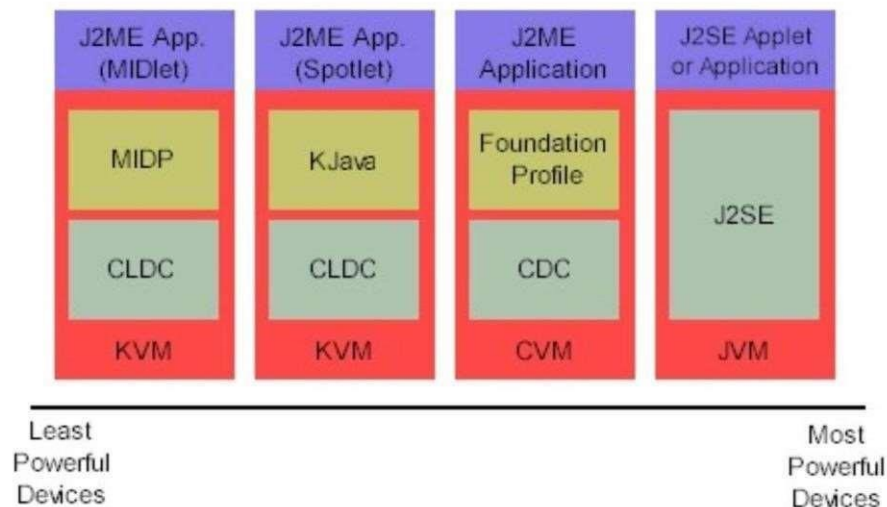 J2ME App.
(MIDlet)
MIDP
CLDC
KVM
J2ME App.
(Spotlet)
KJava
CLDC
KVM
J2ME
Application
Foundation
Profile
CDC
CVM
J2SE Applet
or Application
J2SE
JVM
Least
Powerful
Devices
Most
Powerful
Devices